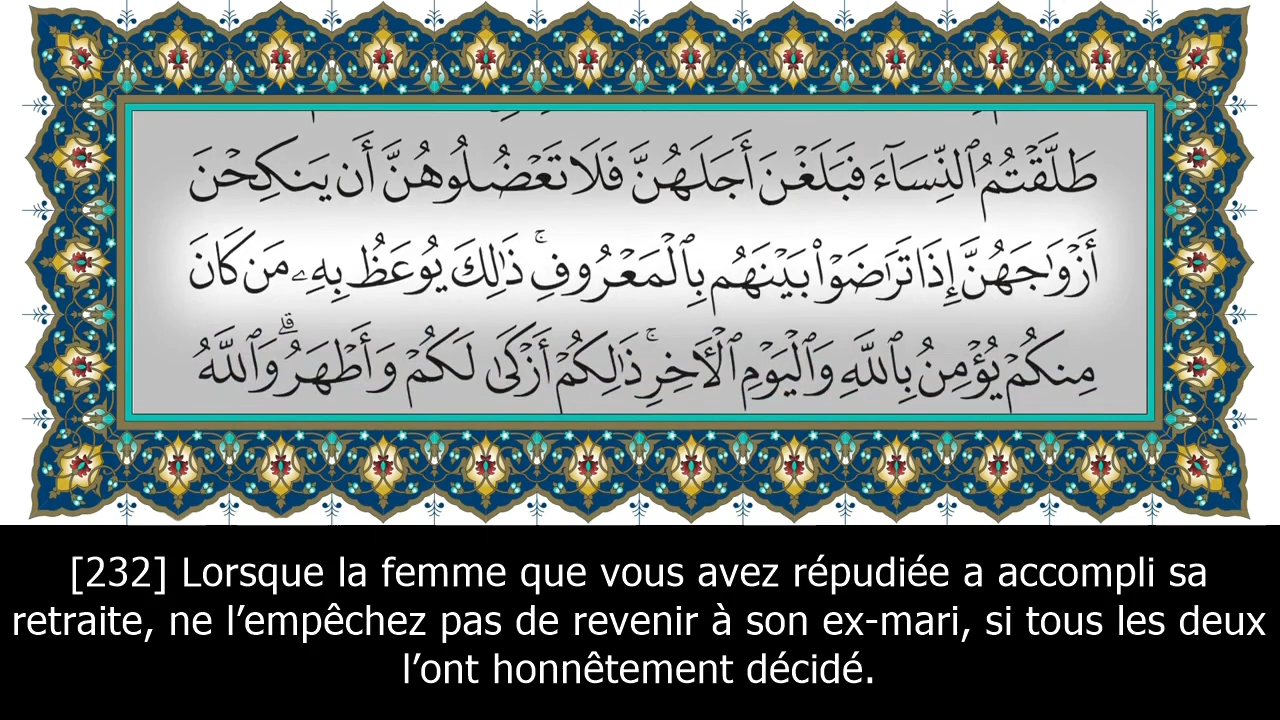 طَلَّقْتُمُ ٱلنِّسَآءَ فَبَلَغْنَ أَجَلَهُنَّ فَلَا تَعْضُلُوهُنَّ أَن يَنكِحْنَ
أَزْوَٰجَهُنَّ إِذَا تَرَٰضَوْا۟ بَيْنَهُم بِٱلْمَعْرُوفِ ۚ ذَٰلِكَ يُوعَظُ بِهِۦ مَن كَانَ
مِنكُمْ يُؤْمِنُ بِٱللَّهِ وَٱلْيَوْمِ ٱلْأَخِرِ ۚ ذَٰلِكُمْ أَزْكَىٰ لَكُمْ وَأَطْهَرُ ۗ وَٱللَّهُ
[232] Lorsque la femme que vous avez répudiée a accompli sa
retraite, ne l’empêchez pas de revenir à son ex-mari, si tous les deux
l’ont honnêtement décidé.